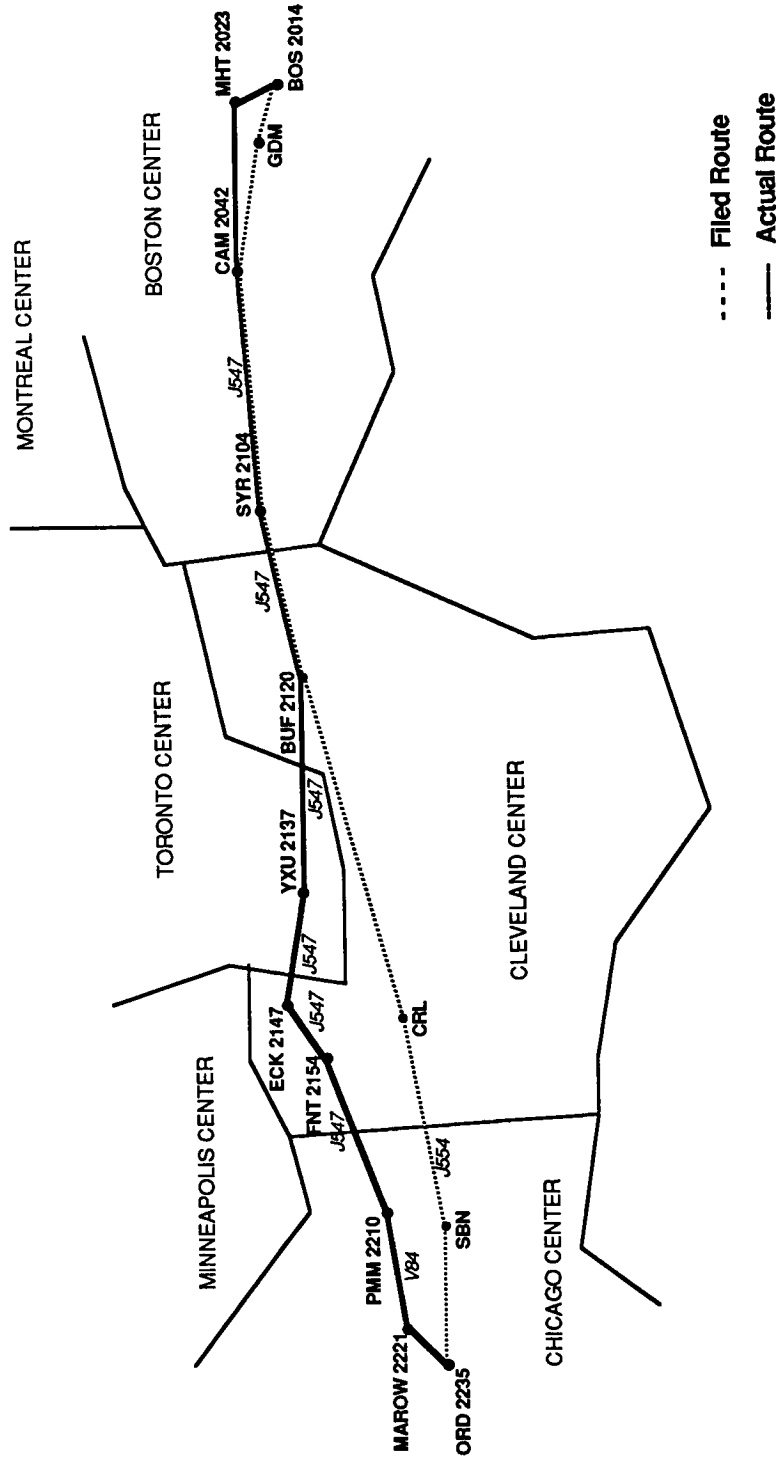 MONTREAL CENTER
BOSTON CENTER
MHT 2023
BOS 2014
GDM
CAM 2042
J547
SYR 2104
J547
TORONTO CENTER
BUF 2120
J547
YXU 2137
J547
ECK 2147
J547
FNT 2154
J547
MINNEAPOLIS CENTER
CLEVELAND CENTER
CRL
J554
SBN
PMM 2210
V84
MAROW 2221
ORD 2235
CHICAGO CENTER
Filed Route
Actual Route